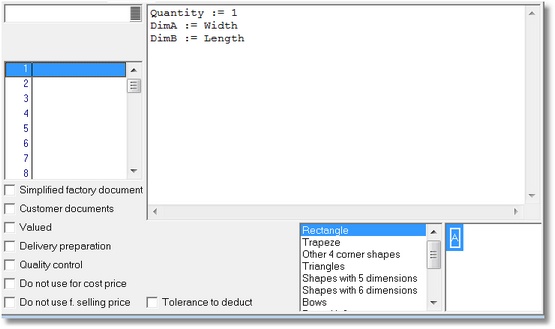 Quantity := 1
DimA := Width
DimB := Length
1
2
3
4
5
6
7
8
Simplified factory document
Customer documents
Valued
Delivery preparation
Quality control
Do not use for cost price
Do not use f. selling price
Tolerance to deduct
Rectangle
Trapeze
Other 4 corner shapes
Triangles
Shapes with 5 dimensions
Shapes with 6 dimensions
Bows
A